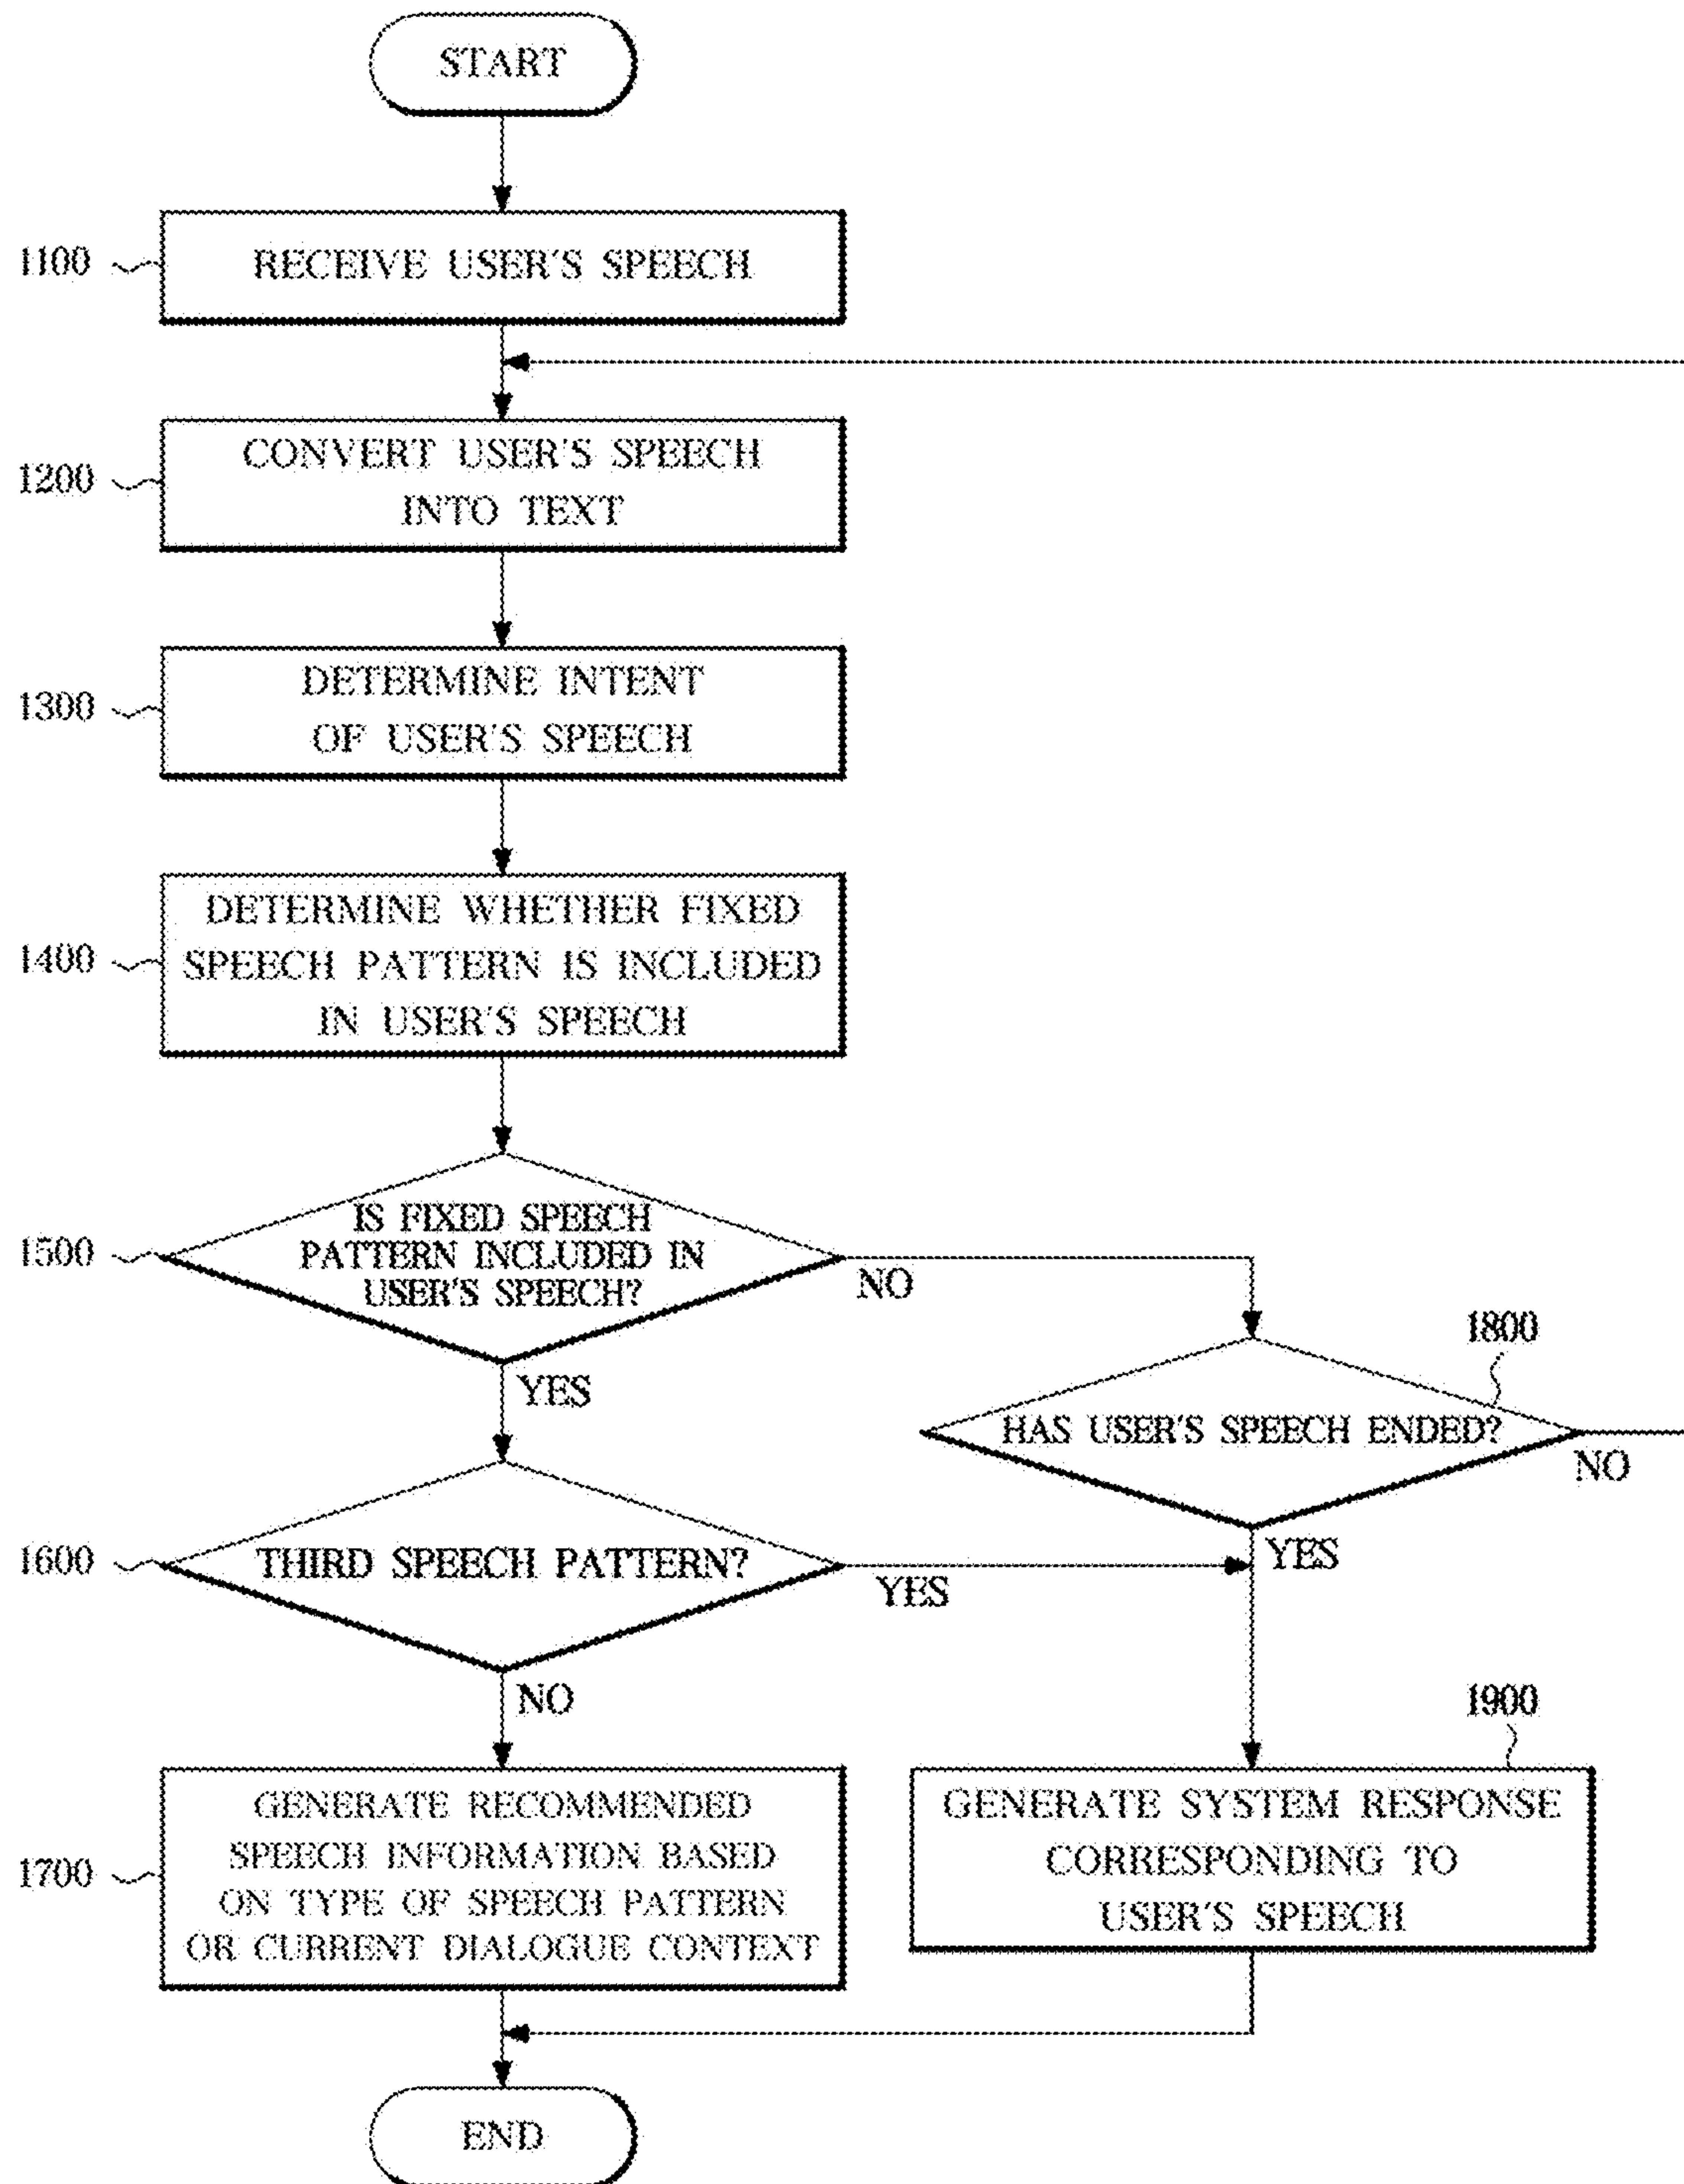 START
1100
RECEIVE USER'S SPEECH
1200
CONVERT USER'S SPEECH
INTO TEXT
1300
DETERMINE INTENT
OF USER'S SPEECH
1400
DETERMINE WHETHER FIXED
SPEECH PATTERN IS INCLUDED
IN USER'S SPEECH
1500
IS FIXED SPEECH
PATTERN INCLUDED IN
USER'S SPEECH?
NO
YES
1800
HAS USER'S SPEECH ENDED?
NO
YES
1600
THIRD SPEECH PATTERN?
YES
NO
1700
GENERATE RECOMMENDED
SPEECH INFORMATION BASED
ON TYPE OF SPEECH PATTERN
OR CURRENT DIALOGUE CONTEXT
1900
GENERATE SYSTEM RESPONSE
CORRESPONDING TO
USER'S SPEECH
END